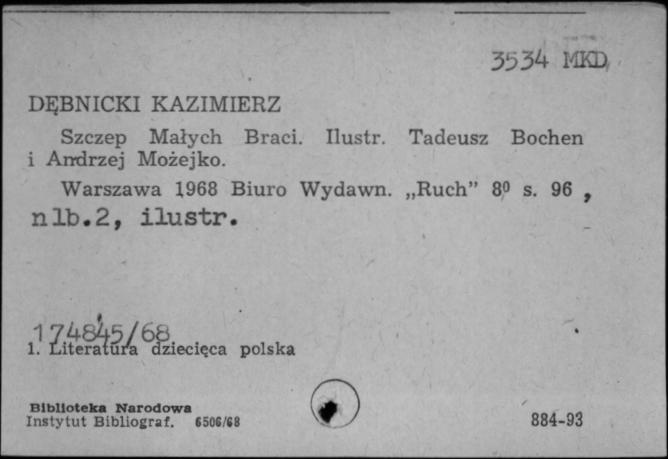 3534 MKD
DĘBNICKI KAZIMIERZ
Szczep Małych Braci. Ilustr. Tadeusz Bochen
i Andrzej Możejko.
Warszawa 1968 Biuro Wydawn. „Ruch” 8⁰ s. 96 ,
nlb.2, ilustr.
174845/68
1. Literatura dziecięca polska
Biblioteka Narodowa
Instytut Bibliograf. 6506/68
884-93